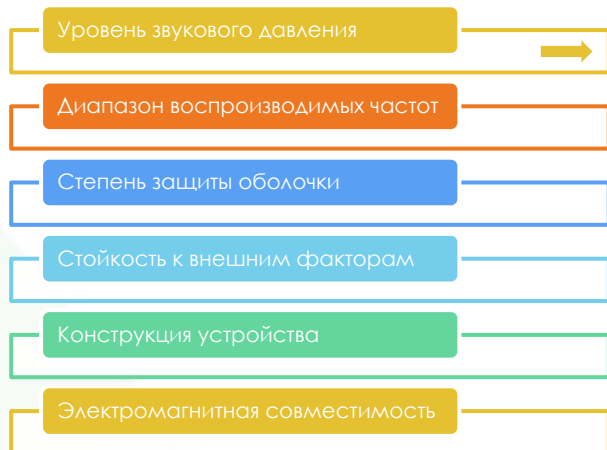 Уровень звукового давления
Диапазон воспроизводимых частот
Степень защиты оболочки
Стойкость к внешним факторам
Конструкция устройства
Электромагнитная совместимость